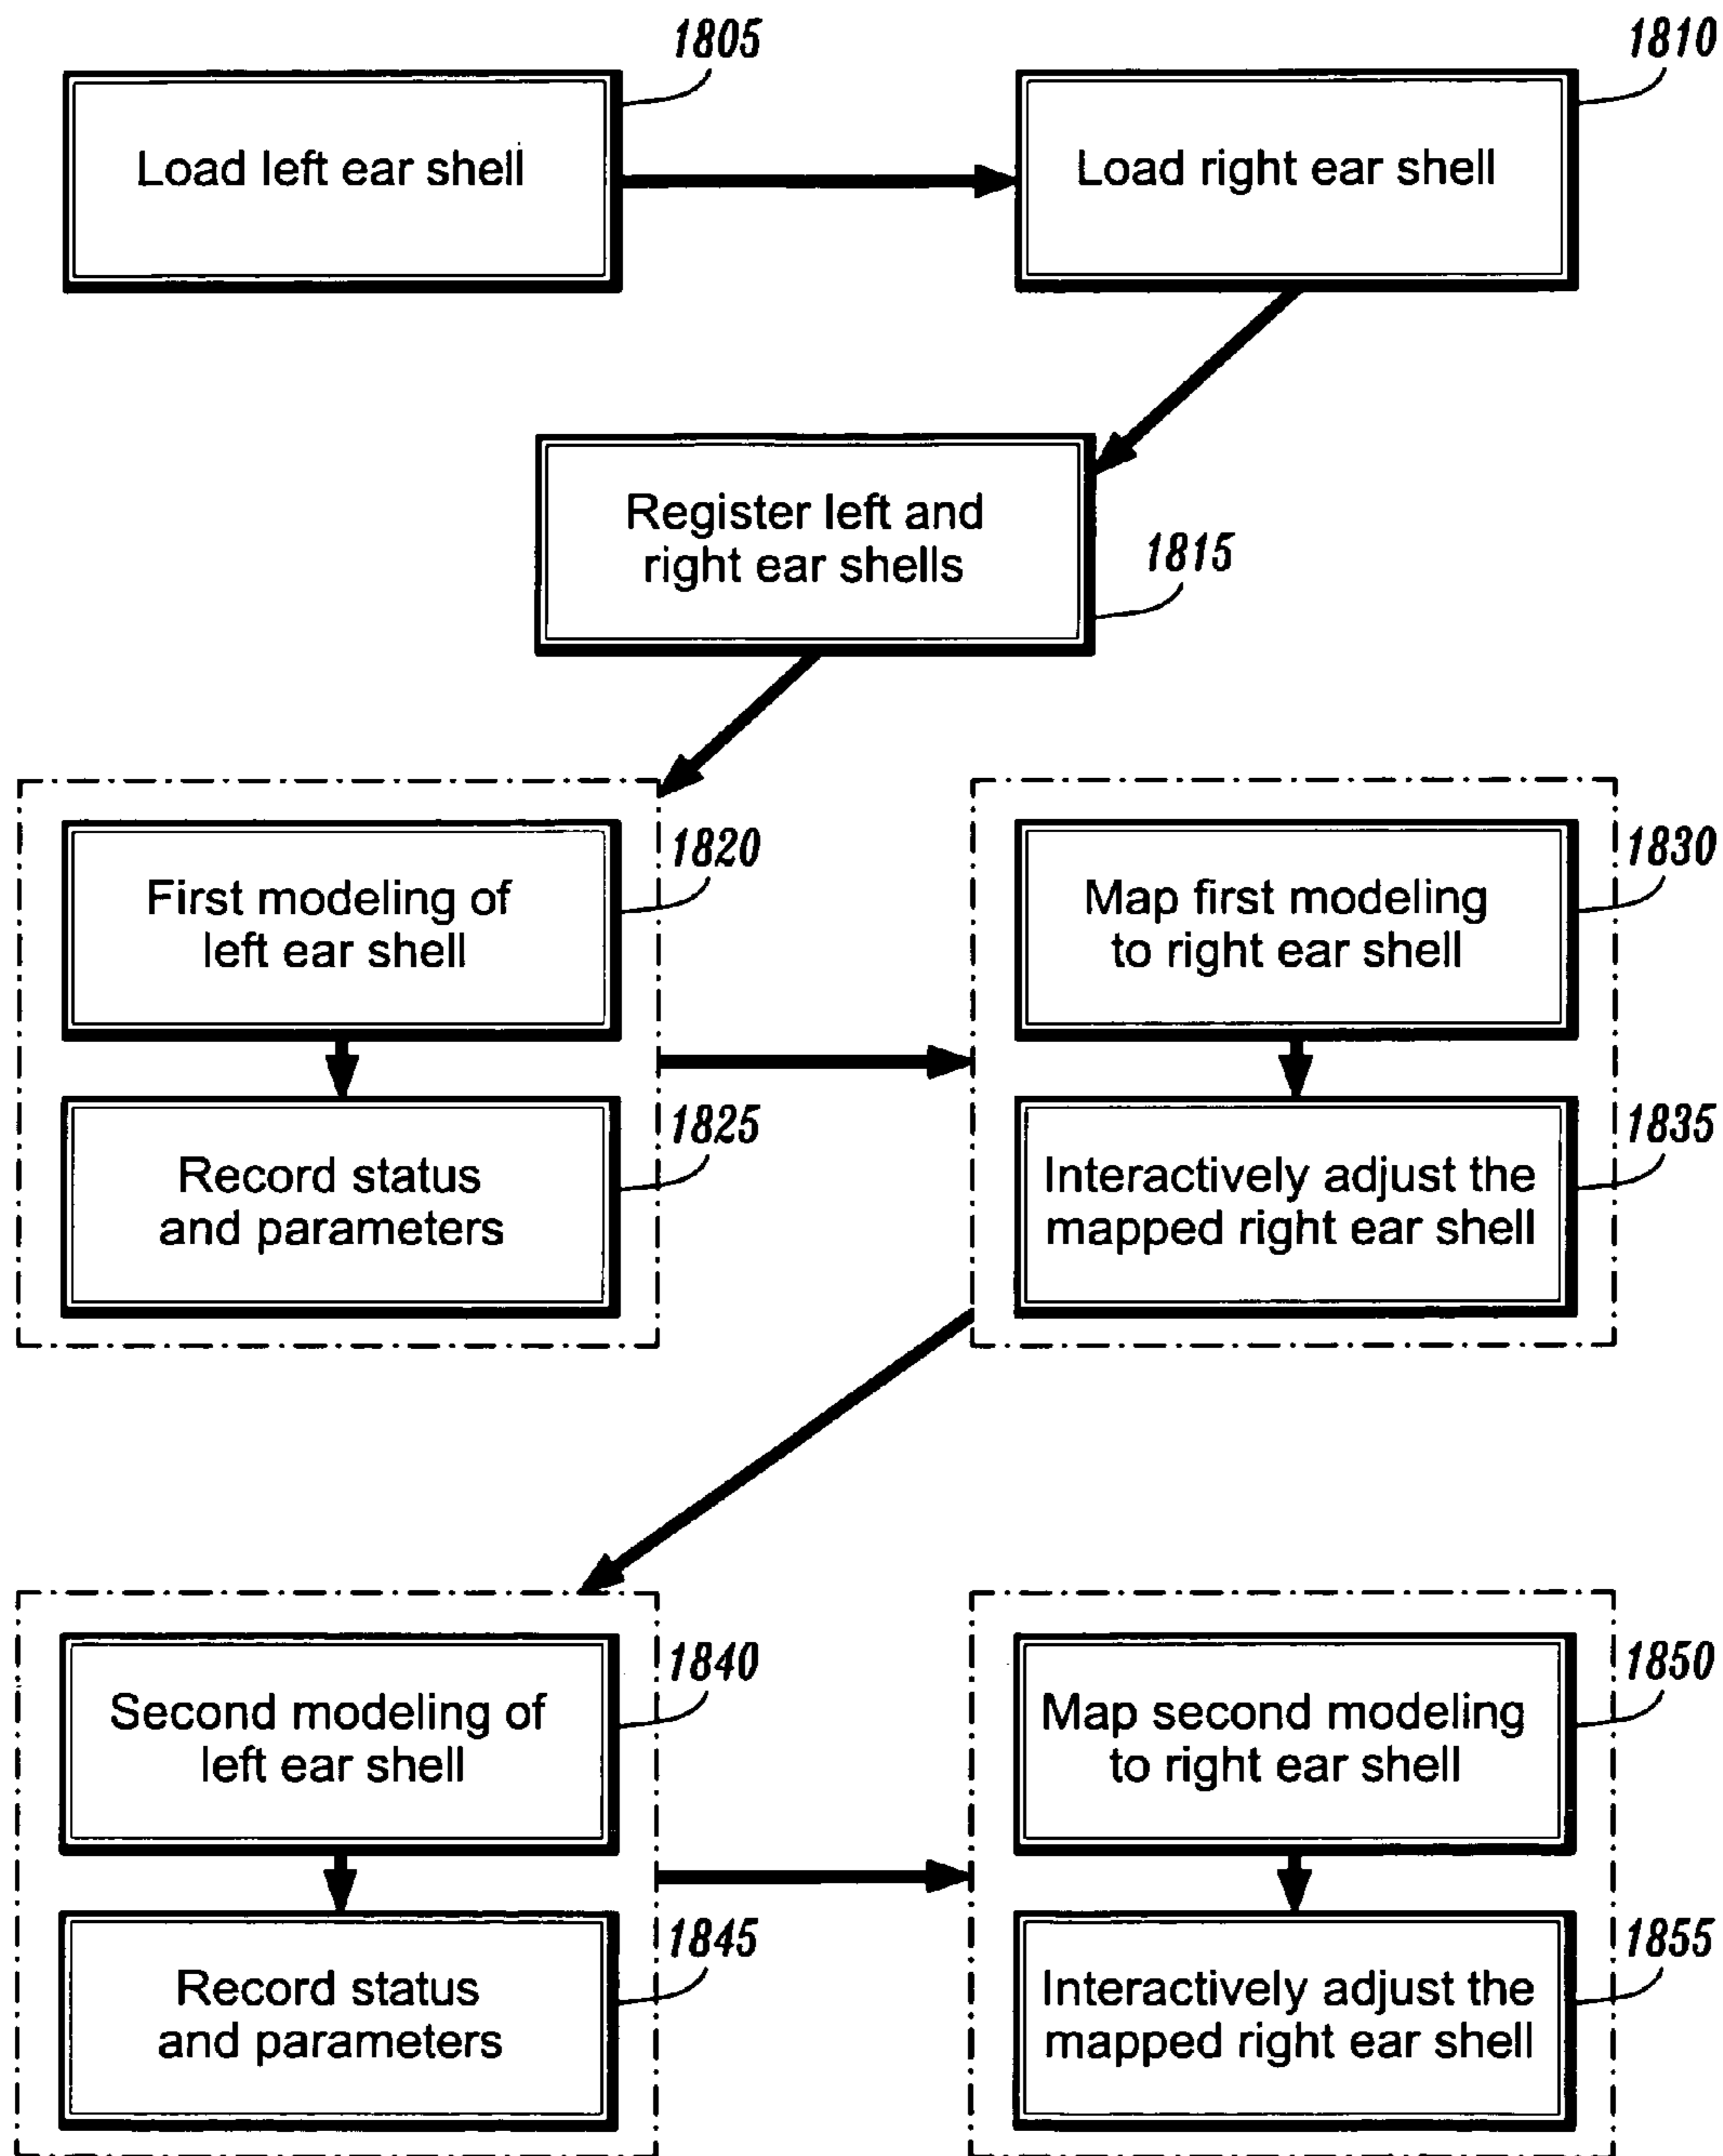 1805
1810
Load left ear shell
Load right ear shell
Register left and
right ear shells
1815
1820
First modeling of
left ear shell
1830
Map first modeling
to right ear shell
1825
Record status
and parameters
1835
Interactively adjust the
mapped right ear shell
1840
Second modeling of
left ear shell
1850
Map second modeling
to right ear shell
1845
Record status
and parameters
1855
Interactively adjust the
mapped right ear shell